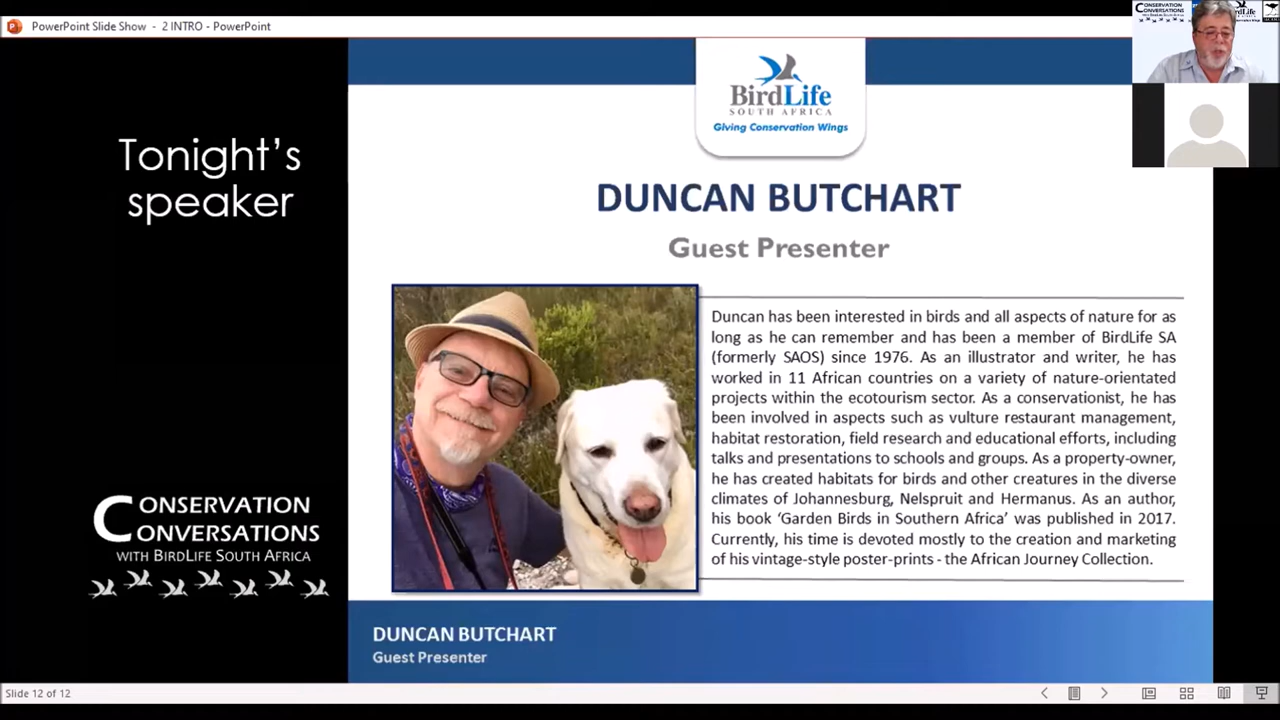 PowerPoint Slide Show - 2 INTRO - PowerPoint
Tonight's
speaker
CONSERVATION
CONVERSATIONS
WITH BIRDLIFE SOUTH AFRICA
BirdLife
SOUTH AFRICA
Giving Conservation Wings
DUNCAN BUTCHART
Guest Presenter
Duncan has been interested in birds and all aspects of nature for as
long as he can remember and has been a member of BirdLife SA
(formerly SAOS) since 1976. As an illustrator and writer, he has
worked in 11 African countries on a variety of nature-orientated
projects within the ecotourism sector. As a conservationist, he has
been involved in aspects such as vulture restaurant management,
habitat restoration, field research and educational efforts, including
talks and presentations to schools and groups. As a property-owner,
he has created habitats for birds and other creatures in the diverse
climates of Johannesburg, Nelspruit and Hermanus. As an author,
his book ‘Garden Birds in Southern Africa’ was published in 2017.
Currently, his time is devoted mostly to the creation and marketing
of his vintage-style poster-prints - the African Journey Collection.
DUNCAN BUTCHART
Guest Presenter
Slide 12 of 12
CONSERVATION
CONVERSATIONS
BirdLife